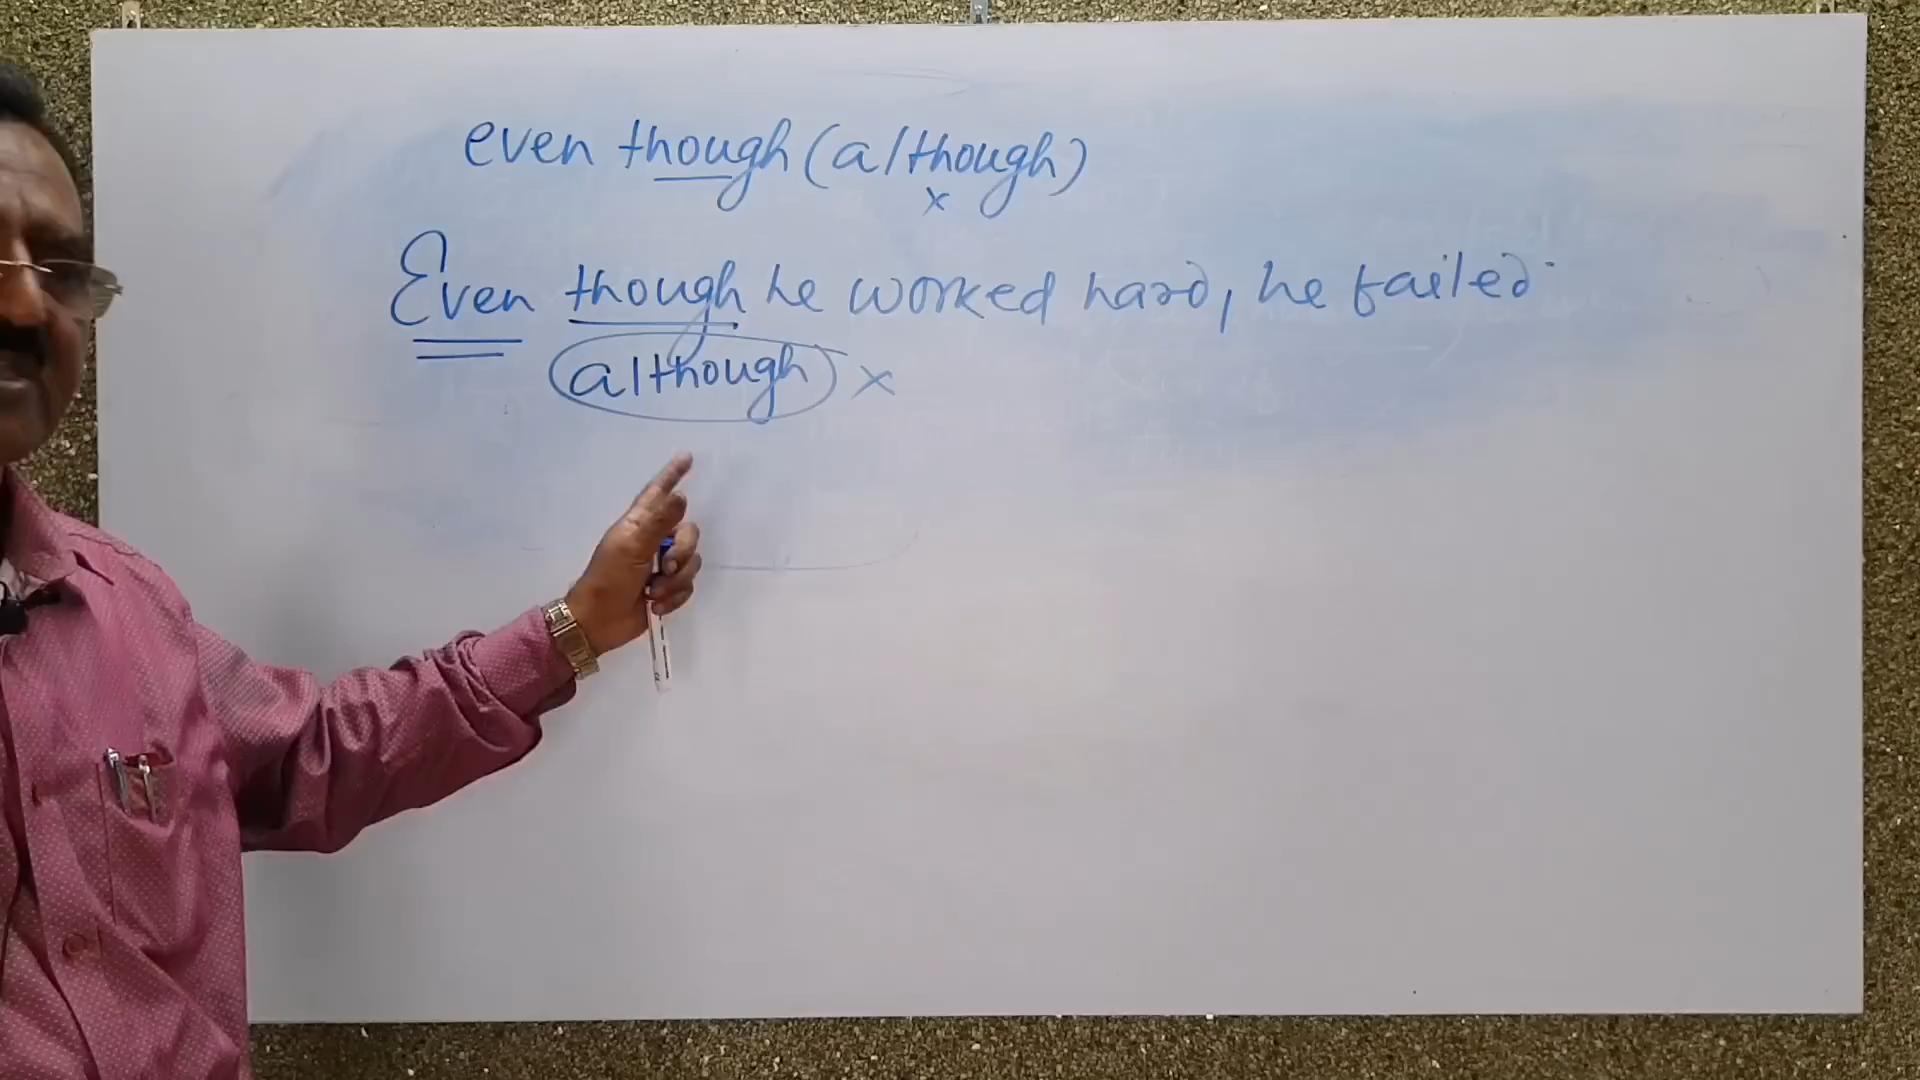 even though (although)
x
Even though he worked hard, he failed.
although x